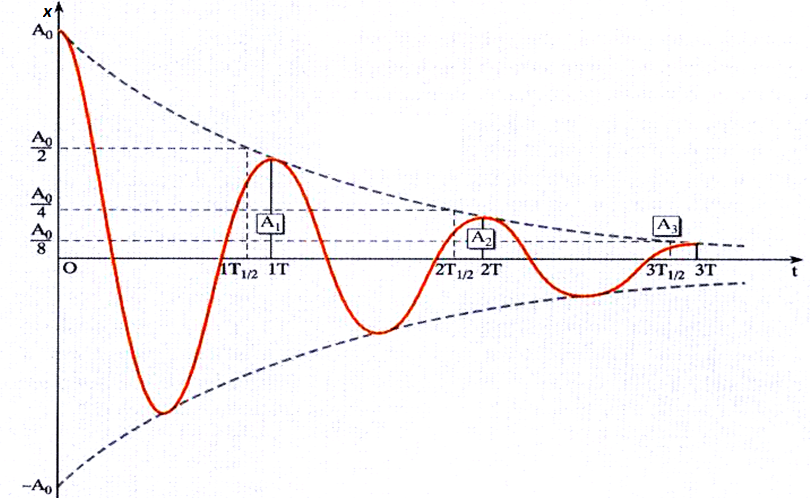 x
A₀
A₀
2
A₀
4
A₁
A₀
8
A₂
A₃
O
1T₁/₂
1T
2T₁/₂
2T
3T₁/₂
3T
t
−A₀